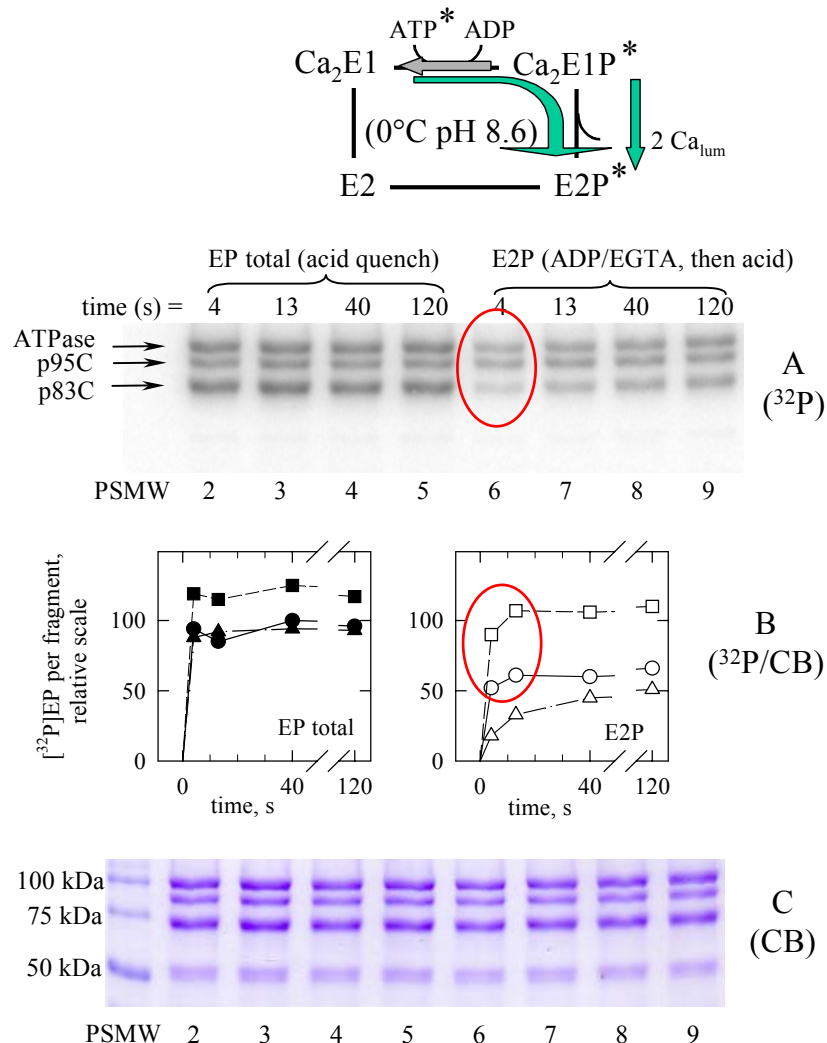 ATP* ADP
Ca₂E1 Ca₂E1P*
(0°C pH 8.6)
2 Ca_lum
E2 E2P*
EP total (acid quench) E2P (ADP/EGTA, then acid)
time (s) = 4 13 40 120 4 13 40 120
ATPase
p95C
p83C
A
(³²P)
PSMW 2 3 4 5 6 7 8 9
[³²P]EP per fragment,
relative scale
100
50
0
EP total
0 40 120
time, s
100
50
0
E2P
0 40 120
time, s
B
(³²P/CB)
100 kDa
75 kDa
50 kDa
C
(CB)
PSMW 2 3 4 5 6 7 8 9